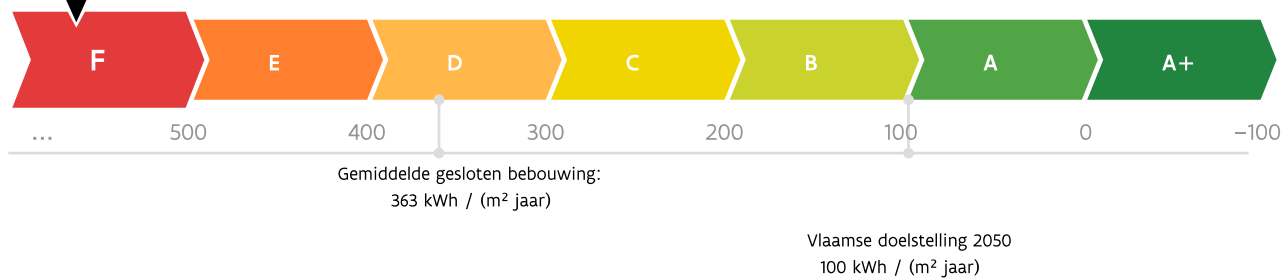 F E D C B A A+
... 500 400 300 200 100 0 −100
Gemiddelde gesloten bebouwing:
363 kWh / (m² jaar)
Vlaamse doelstelling 2050
100 kWh / (m² jaar)